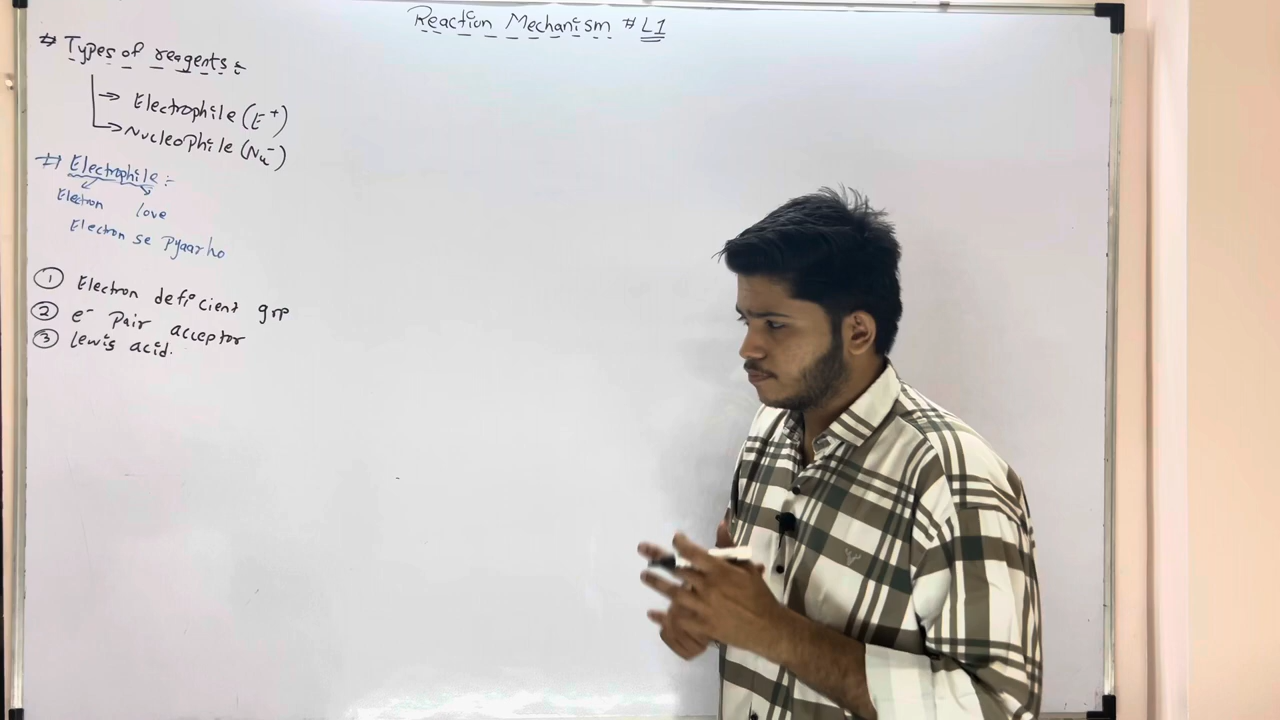 Reaction Mechanism # L1
# Types of reagents :-
→ Electrophile (E+)
→ Nucleophile (Nu-)
# Electrophile :-
Electron love
Electron se Pyaar ho
① Electron deficient grp
② e- Pair acceptor
③ lewis acid.